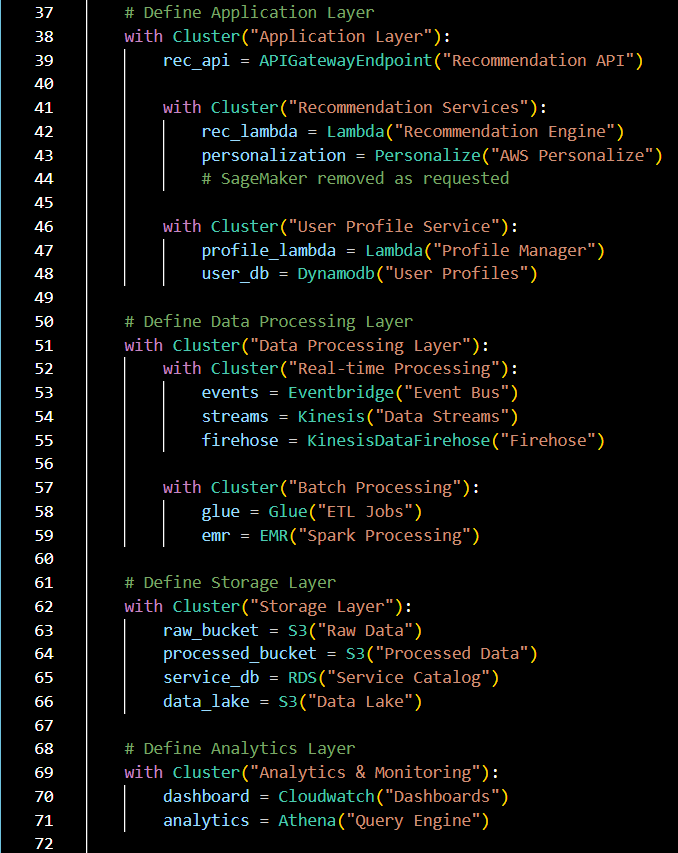 37 # Define Application Layer
38 with Cluster("Application Layer"):
39 rec_api = APIGatewayEndpoint("Recommendation API")
40
41 with Cluster("Recommendation Services"):
42 rec_lambda = Lambda("Recommendation Engine")
43 personalization = Personalize("AWS Personalize")
44 # SageMaker removed as requested
45
46 with Cluster("User Profile Service"):
47 profile_lambda = Lambda("Profile Manager")
48 user_db = Dynamodb("User Profiles")
49
50 # Define Data Processing Layer
51 with Cluster("Data Processing Layer"):
52 with Cluster("Real-time Processing"):
53 events = Eventbridge("Event Bus")
54 streams = Kinesis("Data Streams")
55 firehose = KinesisDataFirehose("Firehose")
56
57 with Cluster("Batch Processing"):
58 glue = Glue("ETL Jobs")
59 emr = EMR("Spark Processing")
60
61 # Define Storage Layer
62 with Cluster("Storage Layer"):
63 raw_bucket = S3("Raw Data")
64 processed_bucket = S3("Processed Data")
65 service_db = RDS("Service Catalog")
66 data_lake = S3("Data Lake")
67
68 # Define Analytics Layer
69 with Cluster("Analytics & Monitoring"):
70 dashboard = Cloudwatch("Dashboards")
71 analytics = Athena("Query Engine")
72